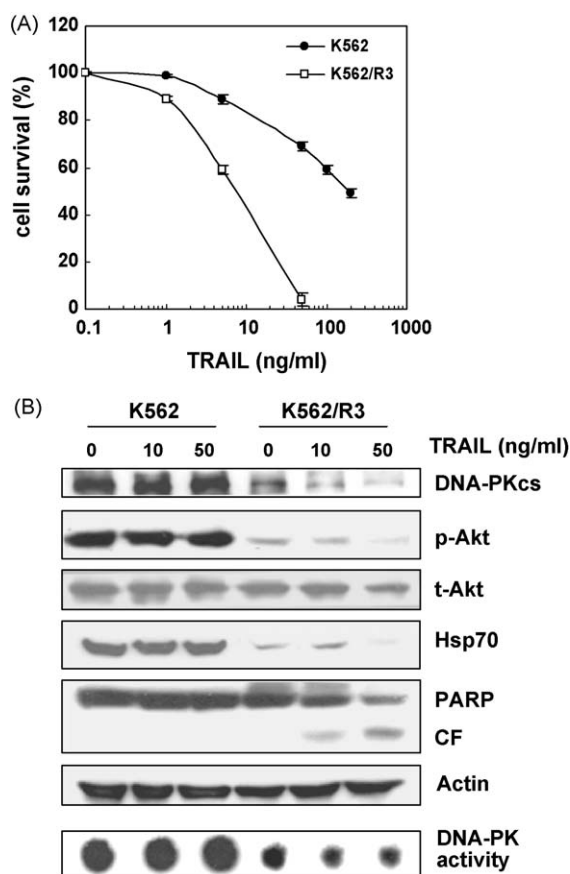 (A)
K562
K562/R3
cell survival (%)
120
100
80
60
40
20
0
0.1 1 10 100 1000
TRAIL (ng/ml)
(B)
K562 K562/R3
0 10 50 0 10 50 TRAIL (ng/ml)
DNA-PKcs
p-Akt
t-Akt
Hsp70
PARP
CF
Actin
DNA-PK
activity